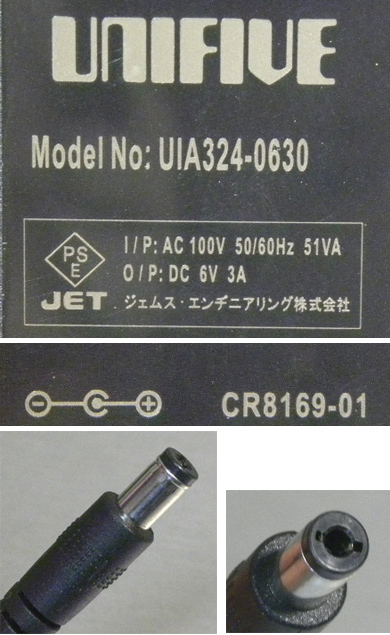 UNIFIVE
Model No: UIA324-0630
PS
E
I/P: AC 100V 50/60Hz 51VA
O/P: DC 6V 3A
JET ジェムス・エンヂニアリング株式会社
CR8169-01